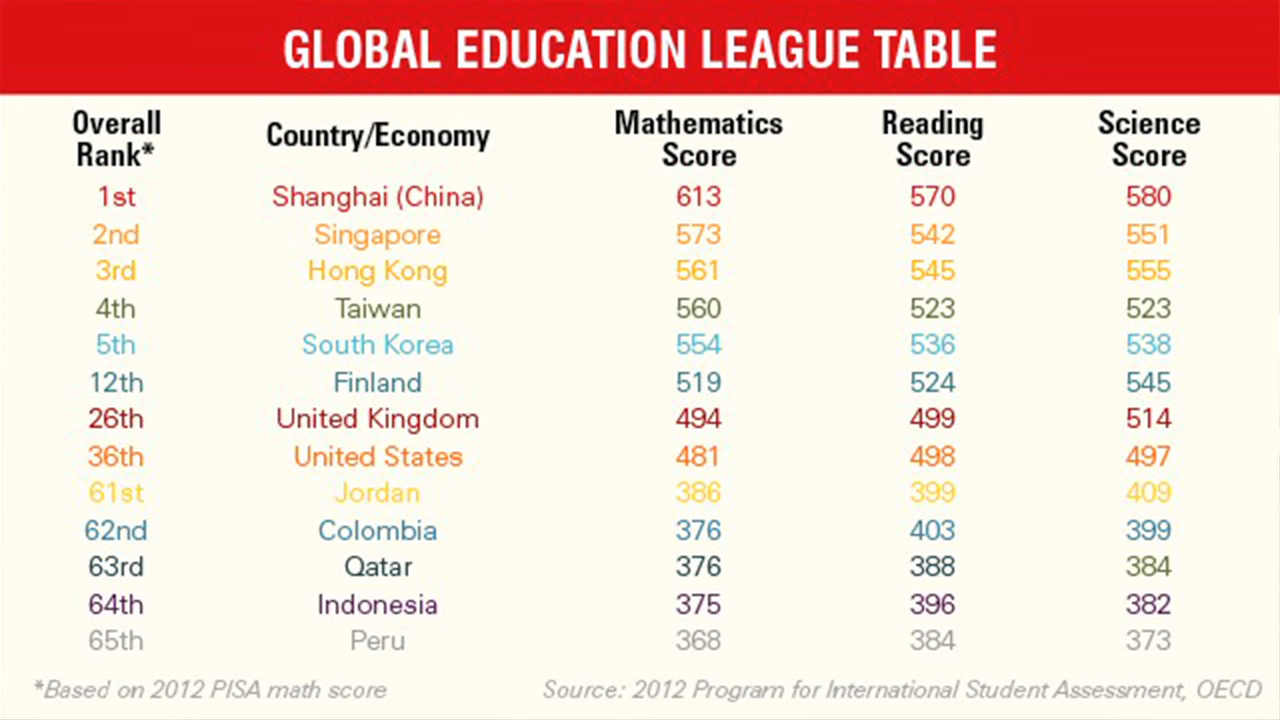 GLOBAL EDUCATION LEAGUE TABLE
Overall Rank* Country/Economy Mathematics Score Reading Score Science Score
1st Shanghai (China) 613 570 580
2nd Singapore 573 542 551
3rd Hong Kong 561 545 555
4th Taiwan 560 523 523
5th South Korea 554 536 538
12th Finland 519 524 545
26th United Kingdom 494 499 514
36th United States 481 498 497
61st Jordan 386 399 409
62nd Colombia 376 403 399
63rd Qatar 376 388 384
64th Indonesia 375 396 382
65th Peru 368 384 373
*Based on 2012 PISA math score Source: 2012 Program for International Student Assessment, OECD